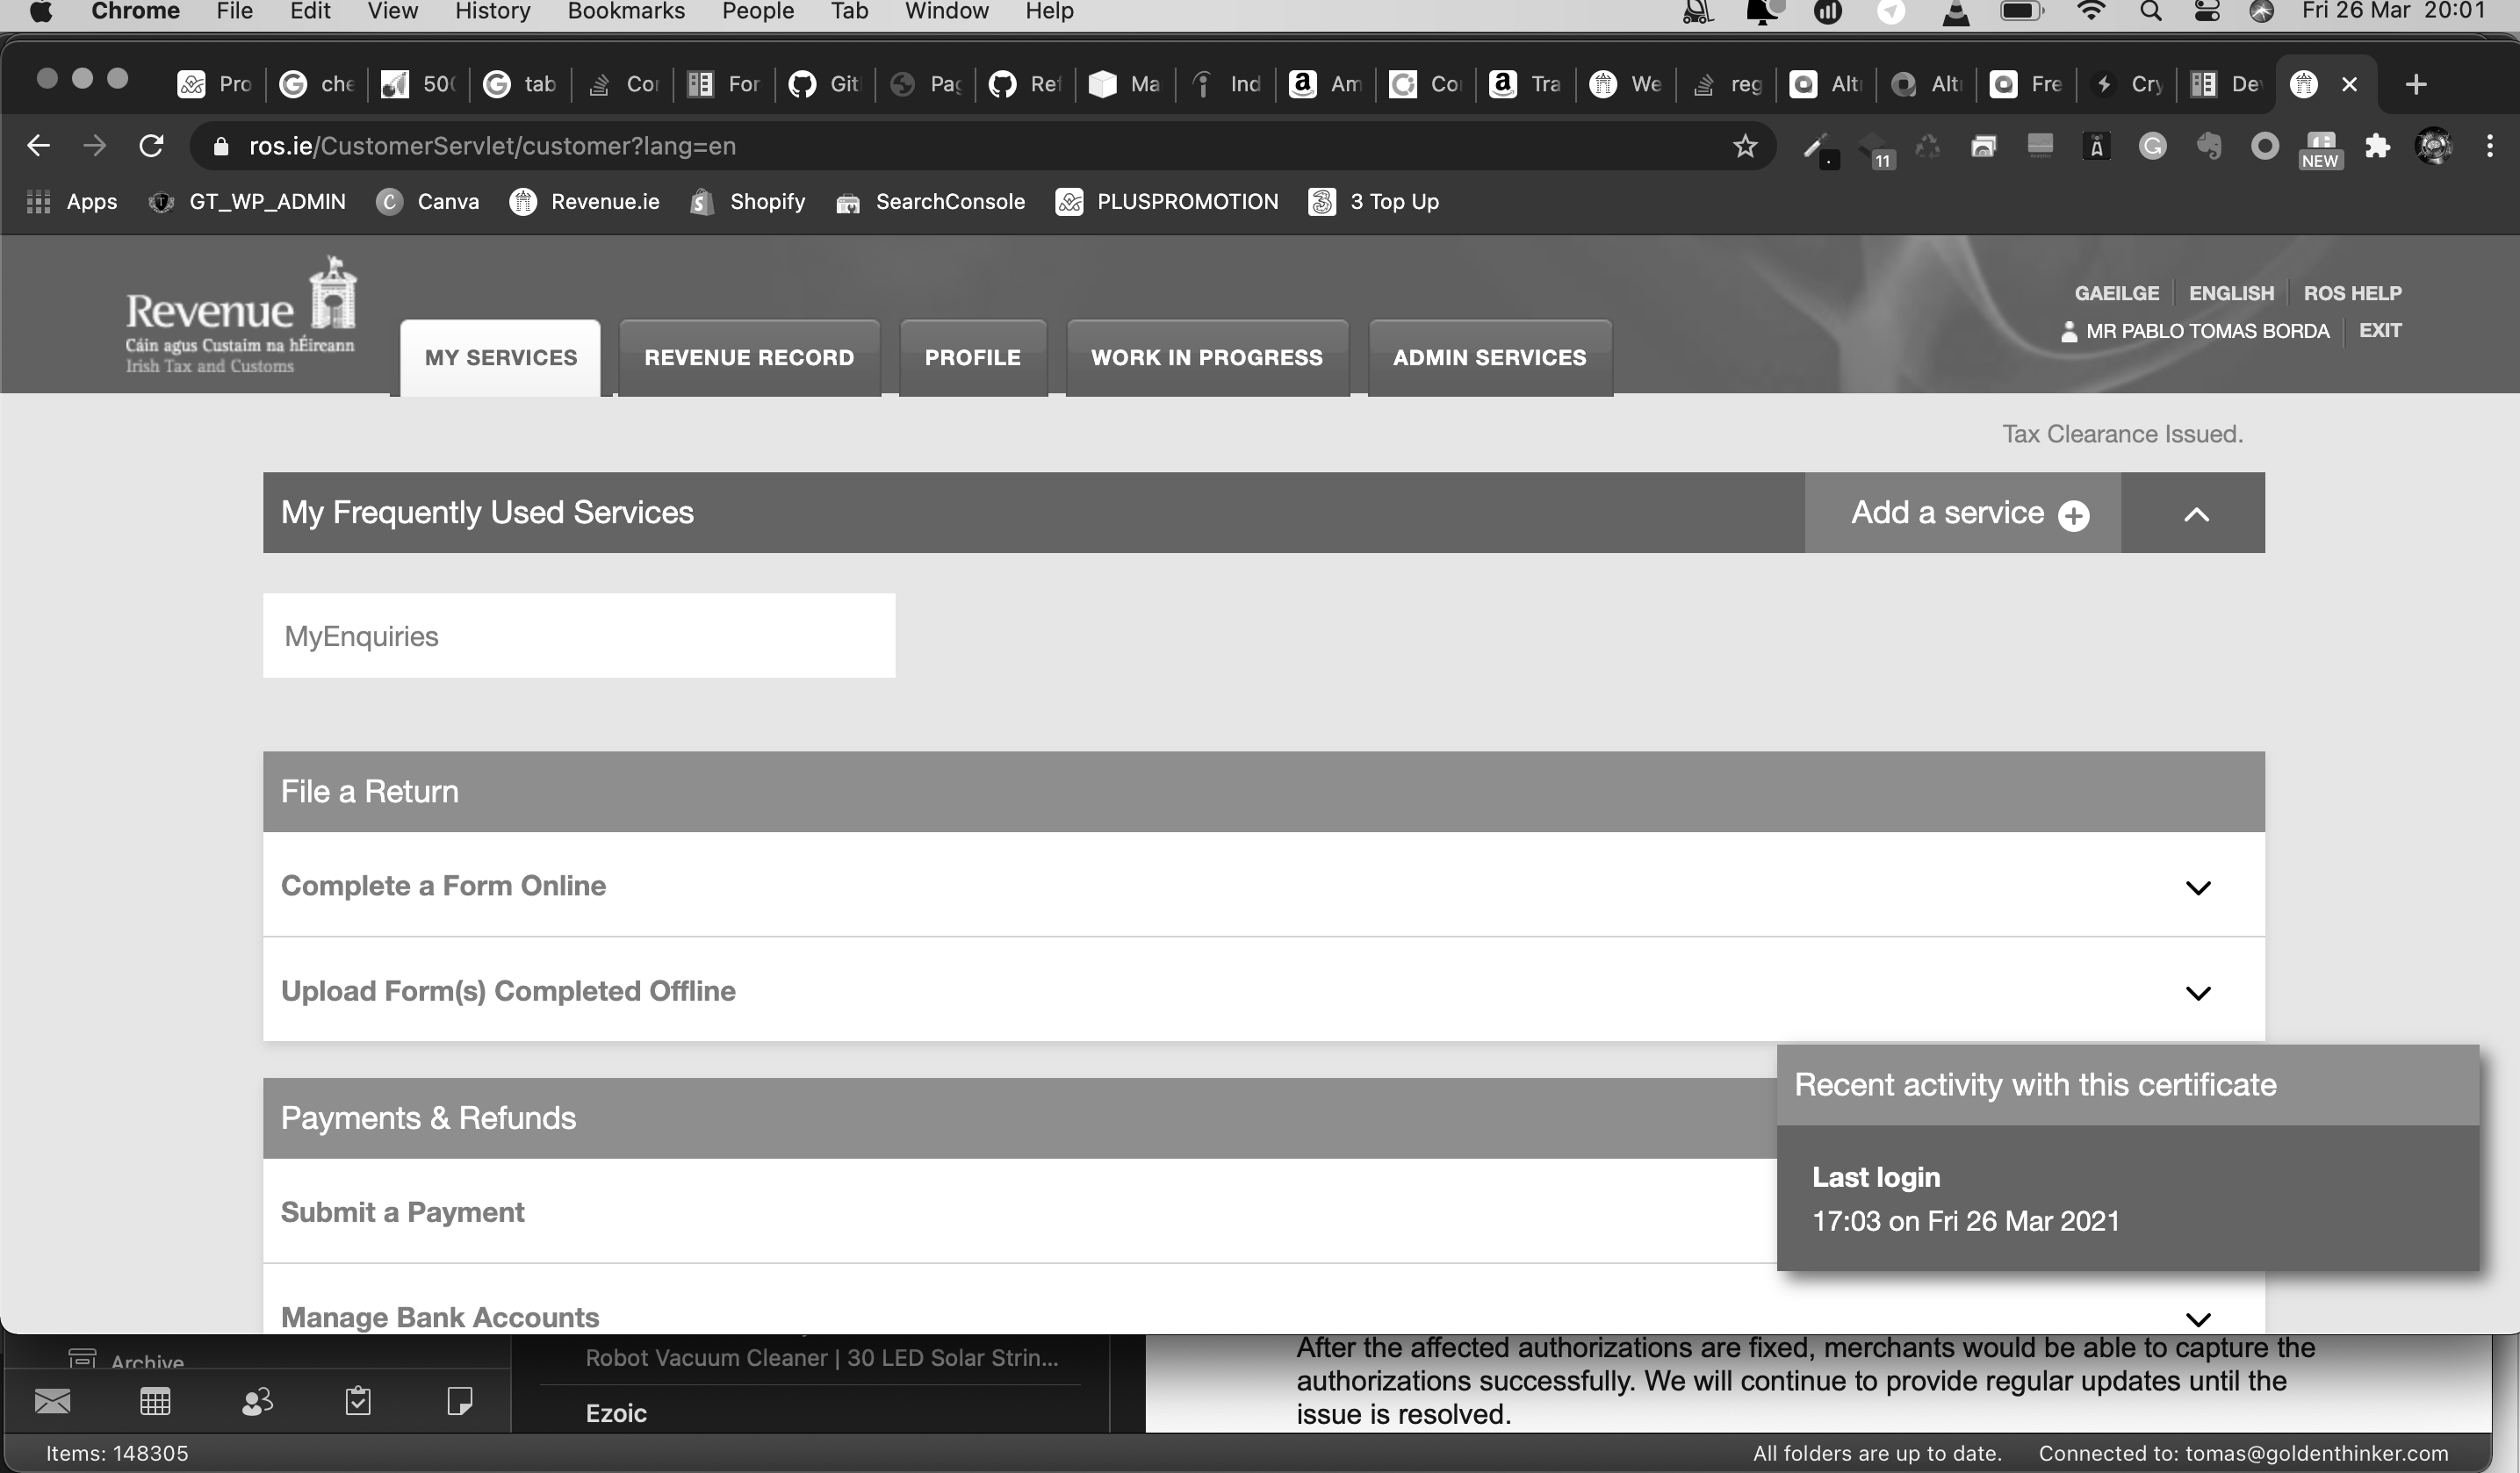 Chrome File Edit View History Bookmarks People Tab Window Help Fri 26 Mar 20:01
Pro che 50 tab Cor For Git Pag Ref Ma Ind Am Co Tra We reg Alt Alt Fre Cry De
ros.ie/CustomerServlet/customer?lang=en 11 NEW
Apps GT_WP_ADMIN Canva Revenue.ie Shopify SearchConsole PLUSPROMOTION 3 Top Up
Revenue
Cáin agus Custaim na hÉireann
Irish Tax and Customs
GAEILGE ENGLISH ROS HELP
MR PABLO TOMAS BORDA EXIT
MY SERVICES REVENUE RECORD PROFILE WORK IN PROGRESS ADMIN SERVICES
Tax Clearance Issued.
My Frequently Used Services Add a service
MyEnquiries
File a Return
Complete a Form Online
Upload Form(s) Completed Offline
Payments & Refunds
Submit a Payment
Manage Bank Accounts
Recent activity with this certificate
Last login
17:03 on Fri 26 Mar 2021
Archive
Robot Vacuum Cleaner | 30 LED Solar Strin...
Ezoic
After the affected authorizations are fixed, merchants would be able to capture the
authorizations successfully. We will continue to provide regular updates until the
issue is resolved.
Items: 148305 All folders are up to date. Connected to: tomas@goldenthinker.com